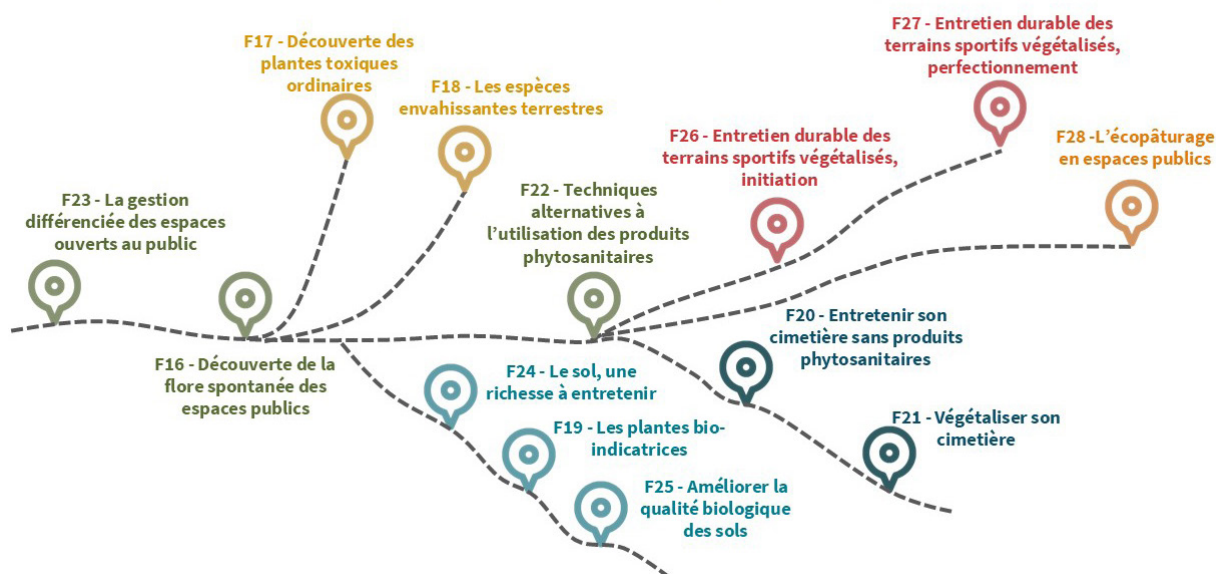 F17 - Découverte des
plantes toxiques
ordinaires
F18 - Les espèces
envahissantes terrestres
F27 - Entretien durable des
terrains sportifs végétalisés,
perfectionnement
F26 - Entretien durable des
terrains sportifs végétalisés,
initiation
F28 -L'écopâturage
en espaces publics
F23 - La gestion
différenciée des espaces
ouverts au public
F22 - Techniques
alternatives à
l'utilisation des produits
phytosanitaires
F16 - Découverte de la
flore spontanée des
espaces publics
F20 - Entretenir son
cimetière sans produits
phytosanitaires
F24 - Le sol, une
richesse à entretenir
F19 - Les plantes bio-
indicatrices
F21 - Végétaliser son
cimetière
F25 - Améliorer la
qualité biologique
des sols